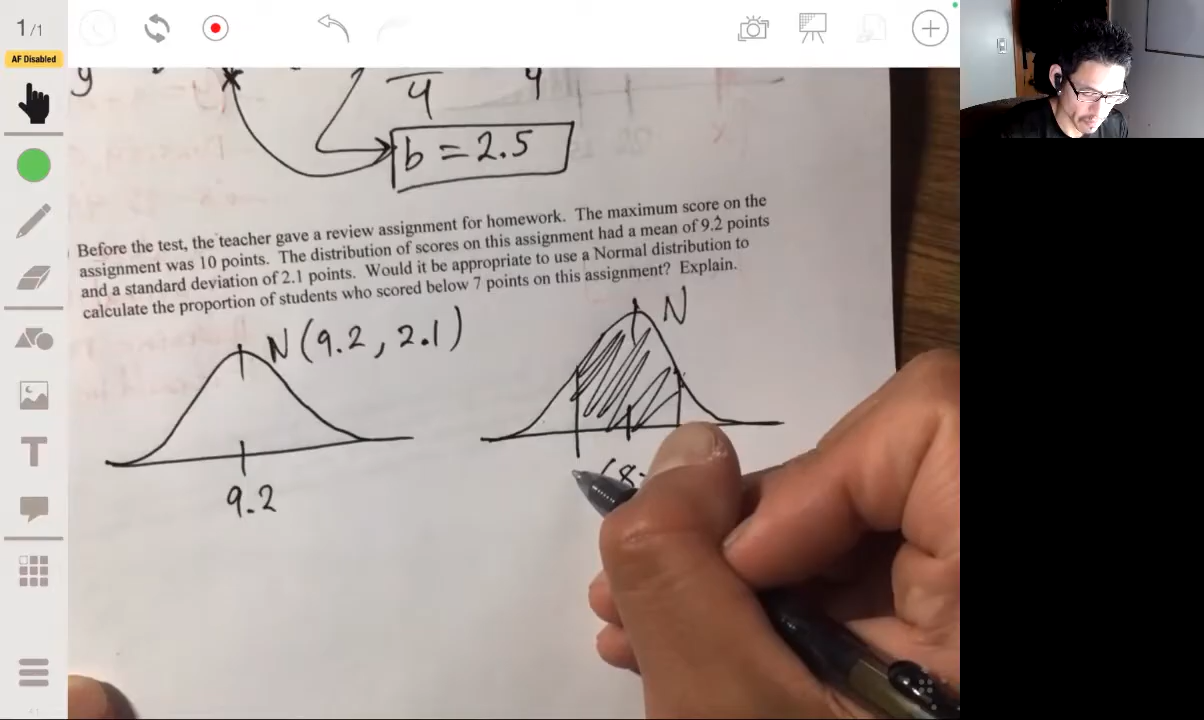 1/1
AF Disabled
y
4
4
b = 2.5
Before the test, the teacher gave a review assignment for homework. The maximum score on the
assignment was 10 points. The distribution of scores on this assignment had a mean of 9.2 points
and a standard deviation of 2.1 points. Would it be appropriate to use a Normal distribution to
calculate the proportion of students who scored below 7 points on this assignment? Explain.
N (9.2, 2.1)
N
9.2
68
T